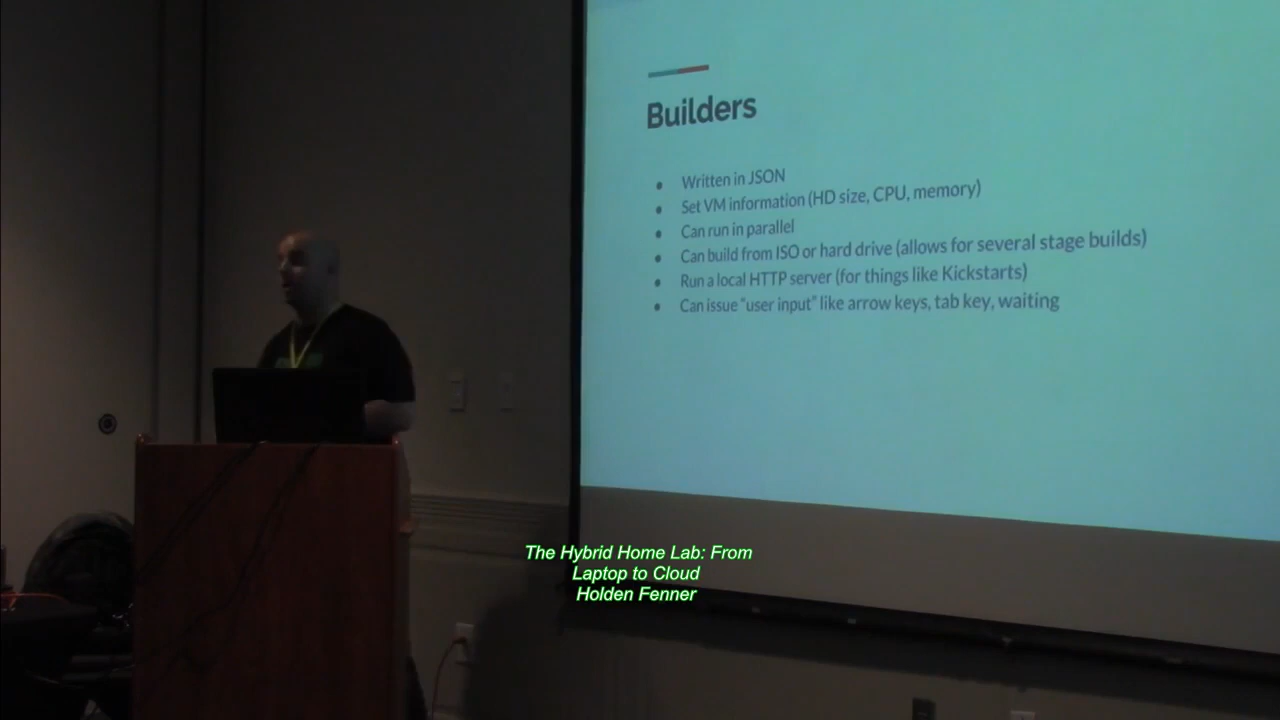 Builders
Written in JSON
Set VM information (HD size, CPU, memory)
Can run in parallel
Can build from ISO or hard drive (allows for several stage builds)
Run a local HTTP server (for things like Kickstarts)
Can issue "user input" like arrow keys, tab key, waiting
The Hybrid Home Lab: From
Laptop to Cloud
Holden Fenner